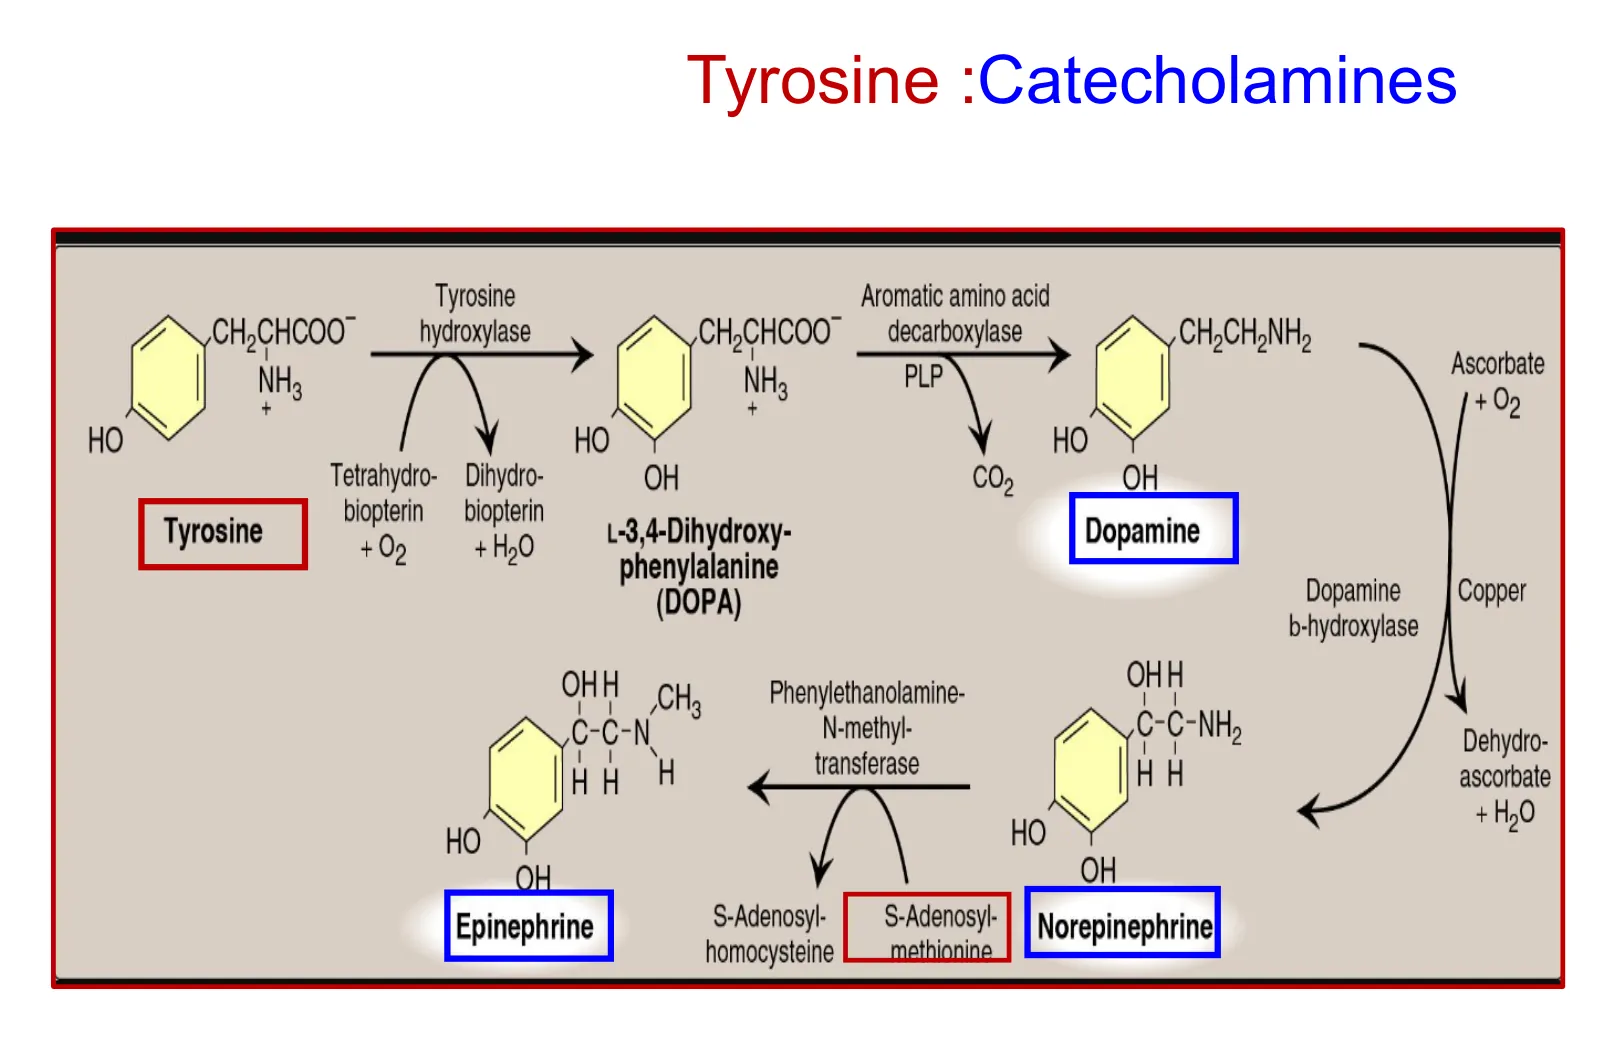 Tyrosine :Catecholamines
Tyrosine
hydroxylase
CH2CHCOO−
NH3
+
HO
Tetrahydro-
biopterin
+ O2
Dihydro-
biopterin
+ H2O
Tyrosine
CH2CHCOO−
NH3
+
HO
OH
L-3,4-Dihydroxy-
phenylalanine
(DOPA)
Aromatic amino acid
decarboxylase
PLP
CO2
CH2CH2NH2
HO
OH
Dopamine
Ascorbate
+ O2
Dopamine
b-hydroxylase
Copper
Dehydro-
ascorbate
+ H2O
OH H
C-C-NH2
H H
HO
OH
Norepinephrine
Phenylethanolamine-
N-methyl-
transferase
S-Adenosyl-
methionine
S-Adenosyl-
homocysteine
OH H
CH3
C-C-N
H H
H
HO
OH
Epinephrine